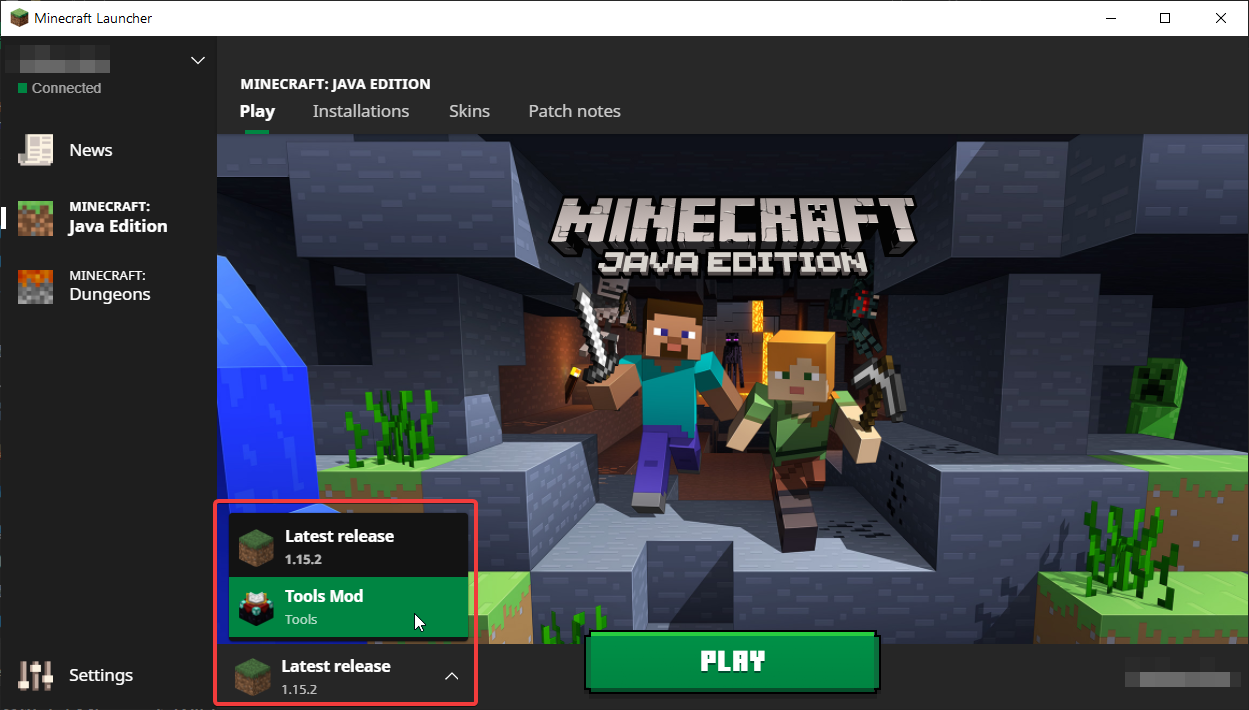 Minecraft Launcher
Connected
News
MINECRAFT:
Java Edition
MINECRAFT:
Dungeons
Settings
MINECRAFT: JAVA EDITION
Play Installations Skins Patch notes
MINECRAFT
JAVA EDITION
Latest release
1.15.2
Tools Mod
Tools
Latest release
1.15.2
PLAY